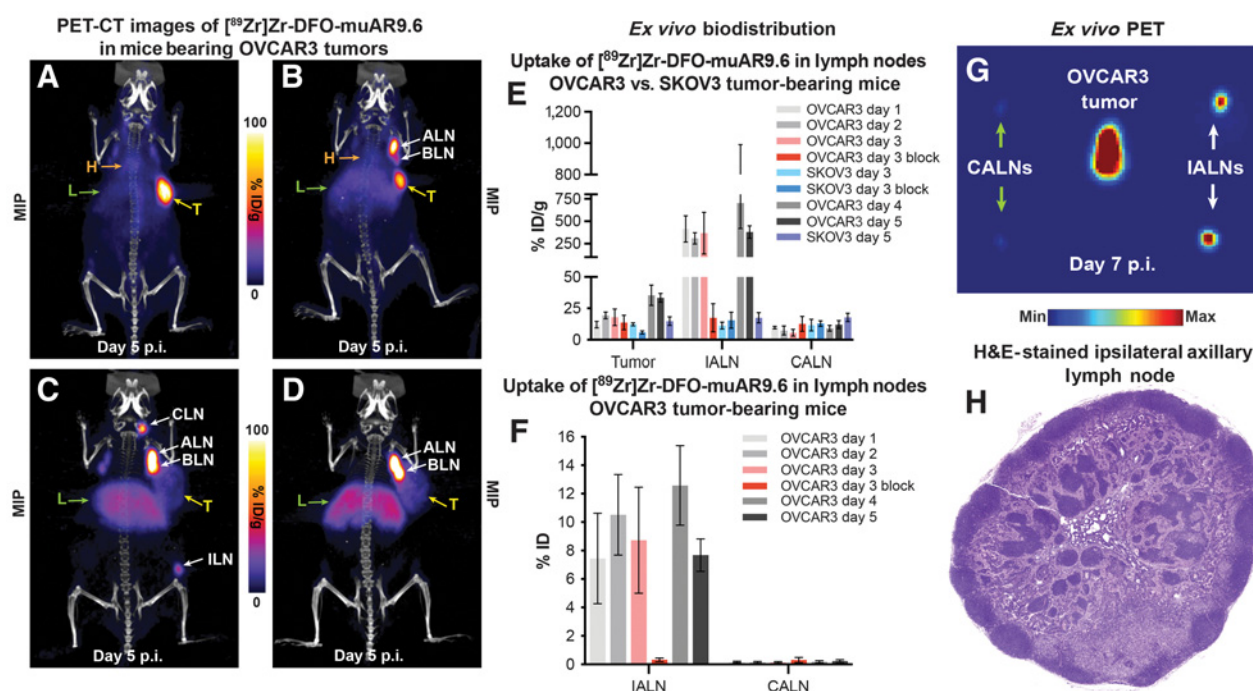 PET-CT images of [⁸⁹Zr]Zr-DFO-muAR9.6
in mice bearing OVCAR3 tumors
A
H
L
T
MIP
Day 5 p.i.
100
% ID/g
0
B
ALN
BLN
H
L
T
MIP
Day 5 p.i.
C
CLN
ALN
BLN
L
T
ILN
MIP
Day 5 p.i.
100
% ID/g
0
D
ALN
BLN
L
T
MIP
Day 5 p.i.
Ex vivo biodistribution
Uptake of [⁸⁹Zr]Zr-DFO-muAR9.6 in lymph nodes
OVCAR3 vs. SKOV3 tumor-bearing mice
E
1,200
1,000
800
750
500
250
50
25
0
% ID/g
OVCAR3 day 1
OVCAR3 day 2
OVCAR3 day 3
OVCAR3 day 3 block
SKOV3 day 3
SKOV3 day 3 block
OVCAR3 day 4
OVCAR3 day 5
SKOV3 day 5
Tumor
IALN
CALN
Uptake of [⁸⁹Zr]Zr-DFO-muAR9.6 in lymph nodes
OVCAR3 tumor-bearing mice
F
16
14
12
10
8
6
4
2
0
% ID
OVCAR3 day 1
OVCAR3 day 2
OVCAR3 day 3
OVCAR3 day 3 block
OVCAR3 day 4
OVCAR3 day 5
IALN
CALN
Ex vivo PET
G
OVCAR3
tumor
CALNs
IALNs
Day 7 p.i.
Min
Max
H&E-stained ipsilateral axillary
lymph node
H